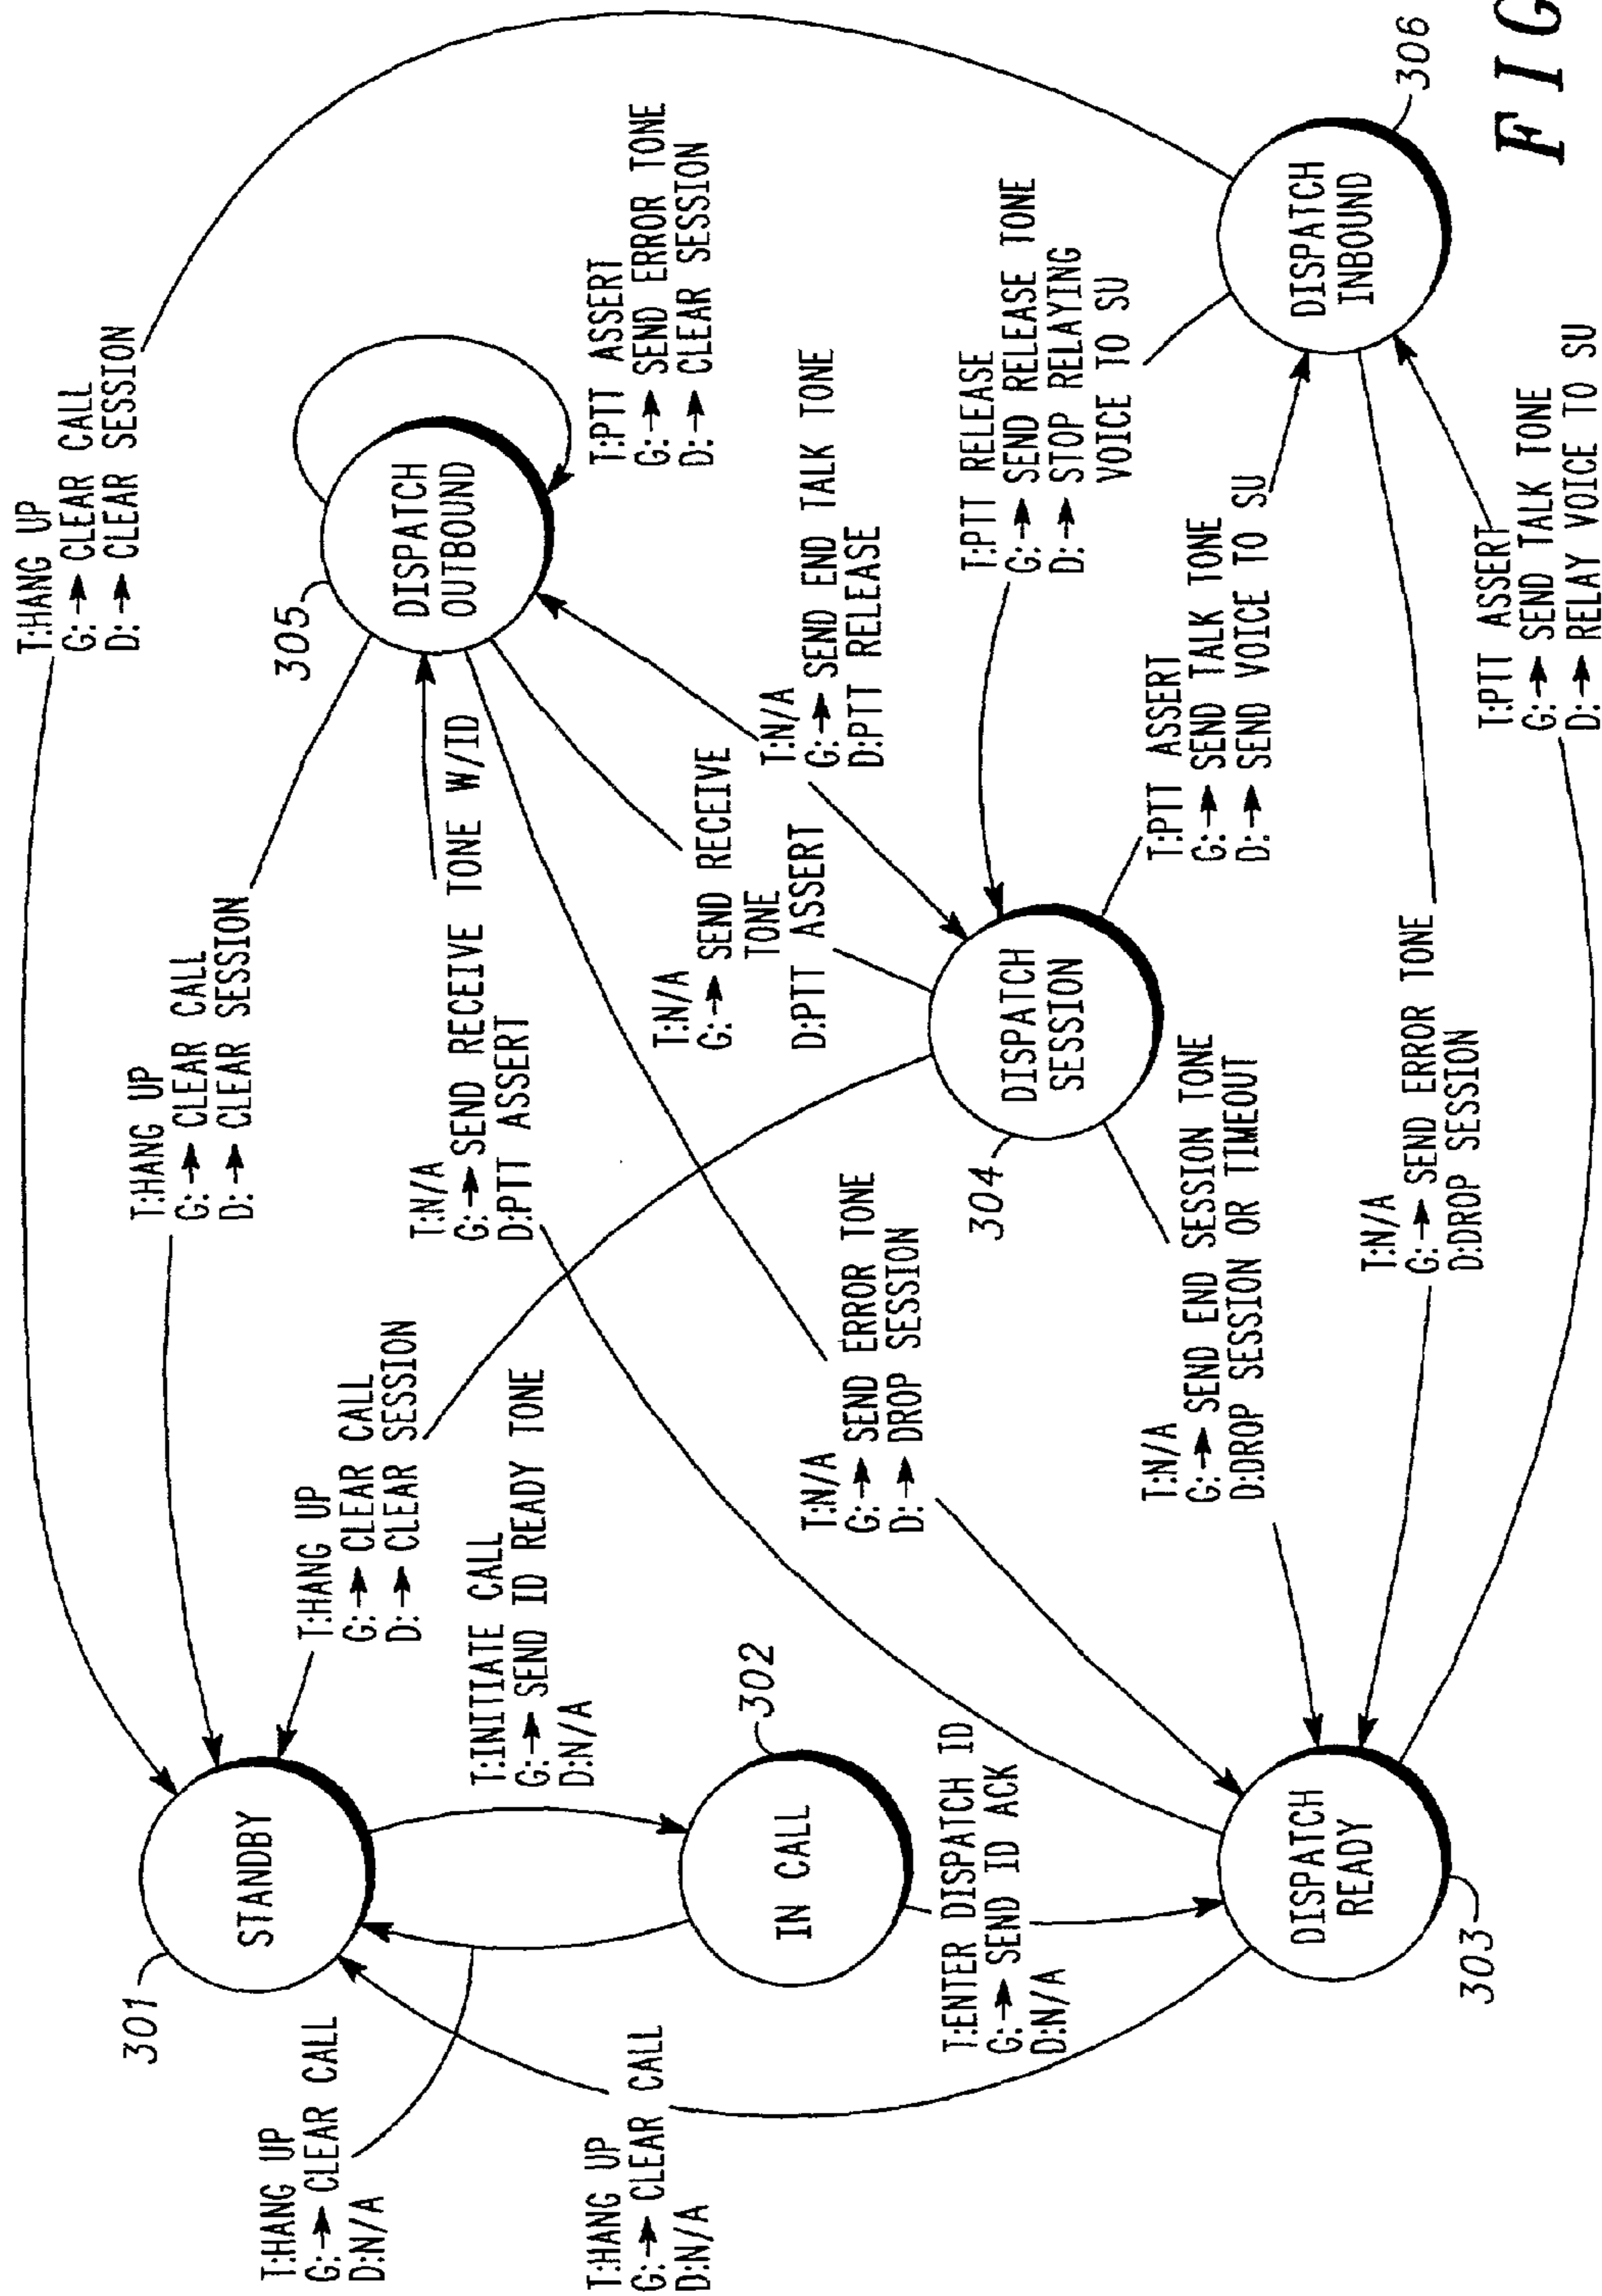 T:HANG UP
G:→CLEAR CALL
D:→CLEAR SESSION
T:HANG UP
G:→CLEAR CALL
D:→CLEAR SESSION
305
DISPATCH
OUTBOUND
T:PTT ASSERT
G:→SEND ERROR TONE
D:→CLEAR SESSION
301
STANDBY
T:HANG UP
G:→CLEAR CALL
D:N/A
T:HANG UP
G:→CLEAR CALL
D:→CLEAR SESSION
T:N/A
G:→SEND RECEIVE TONE W/ID
D:PTT ASSERT
T:INITIATE CALL
G:→SEND ID READY TONE
D:N/A
T:N/A
G:→SEND RECEIVE
TONE
D:PTT ASSERT
T:N/A
G:→SEND END TALK TONE
D:PTT RELEASE
T:HANG UP
G:→CLEAR CALL
D:N/A
302
IN CALL
T:N/A
G:→SEND ERROR TONE
D:→DROP SESSION
304
DISPATCH
SESSION
T:PTT RELEASE
G:→SEND RELEASE TONE
D:→STOP RELAYING
VOICE TO SU
T:ENTER DISPATCH ID
G:→SEND ID ACK
D:N/A
T:N/A
G:→SEND END SESSION TONE
D:DROP SESSION OR TIMEOUT
T:PTT ASSERT
G:→SEND TALK TONE
D:→SEND VOICE TO SU
303
DISPATCH
READY
T:N/A
G:→SEND ERROR TONE
D:DROP SESSION
DISPATCH
INBOUND
306
T:PTT ASSERT
G:→SEND TALK TONE
D:→RELAY VOICE TO SU
FIG